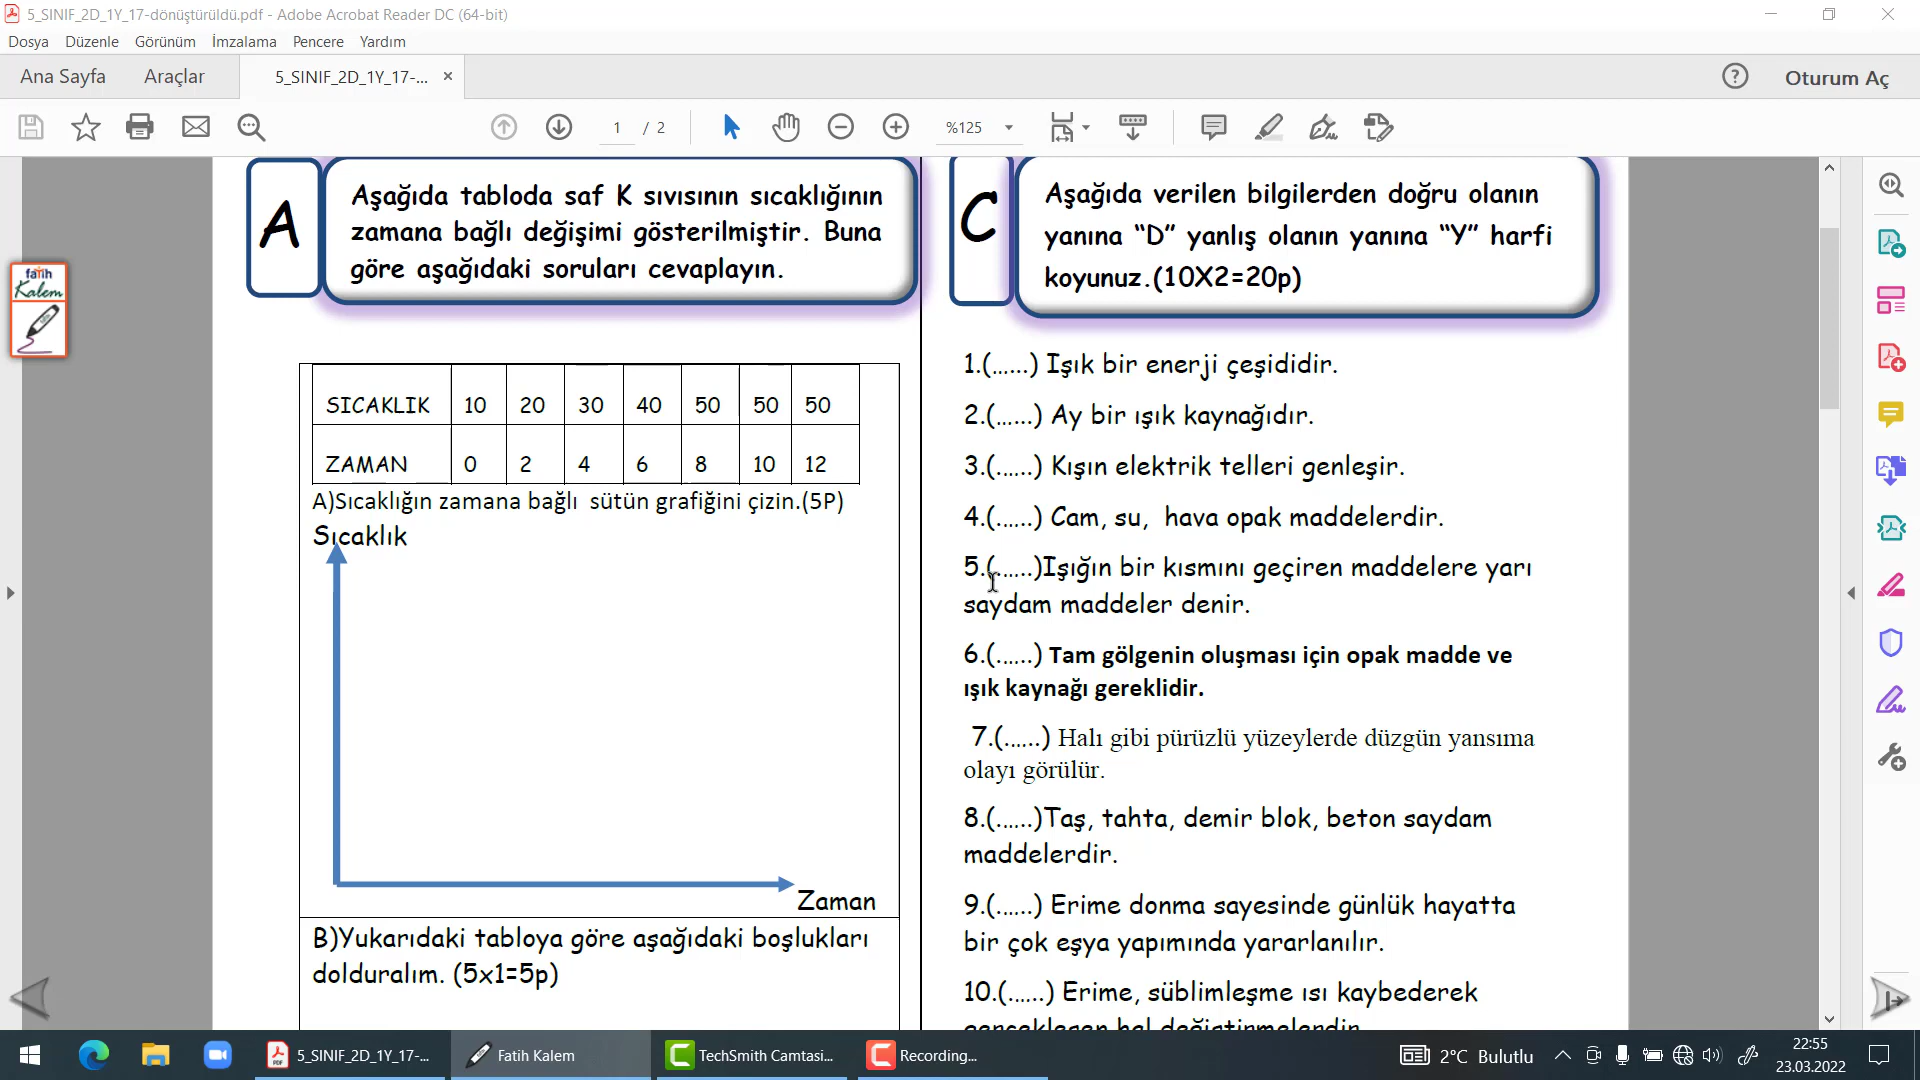 5_SINIF_2D_1Y_17-dönüştürüldü.pdf - Adobe Acrobat Reader DC (64-bit)
Dosya Düzenle Görünüm İmzalama Pencere Yardım
Ana Sayfa Araçlar 5_SINIF_2D_1Y_17-... × Oturum Aç
1 / 2 %125
fatih
Kalem
A
Aşağıda tabloda saf K sıvısının sıcaklığının
zamana bağlı değişimi gösterilmiştir. Buna
göre aşağıdaki soruları cevaplayın.
SICAKLIK 10 20 30 40 50 50 50
ZAMAN 0 2 4 6 8 10 12
A)Sıcaklığın zamana bağlı sütün grafiğini çizin.(5P)
Sıcaklık
Zaman
B)Yukarıdaki tabloya göre aşağıdaki boşlukları
dolduralım. (5x1=5p)
C
Aşağıda verilen bilgilerden doğru olanın
yanına “D” yanlış olanın yanına “Y” harfi
koyunuz.(10X2=20p)
1.(......) Işık bir enerji çeşididir.
2.(......) Ay bir ışık kaynağıdır.
3.(......) Kışın elektrik telleri genleşir.
4.(......) Cam, su, hava opak maddelerdir.
5.(......)Işığın bir kısmını geçiren maddelere yarı
saydam maddeler denir.
6.(......) Tam gölgenin oluşması için opak madde ve
ışık kaynağı gereklidir.
7.(......) Halı gibi pürüzlü yüzeylerde düzgün yansıma
olayı görülür.
8.(......)Taş, tahta, demir blok, beton saydam
maddelerdir.
9.(......) Erime donma sayesinde günlük hayatta
bir çok eşya yapımında yararlanılır.
10.(......) Erime, süblimleşme ısı kaybederek
gerçekleşen hal değiştirmelerdir.
5_SINIF_2D_1Y_17-... Fatih Kalem TechSmith Camtasi... Recording... 2°C Bulutlu 22:55
23.03.2022